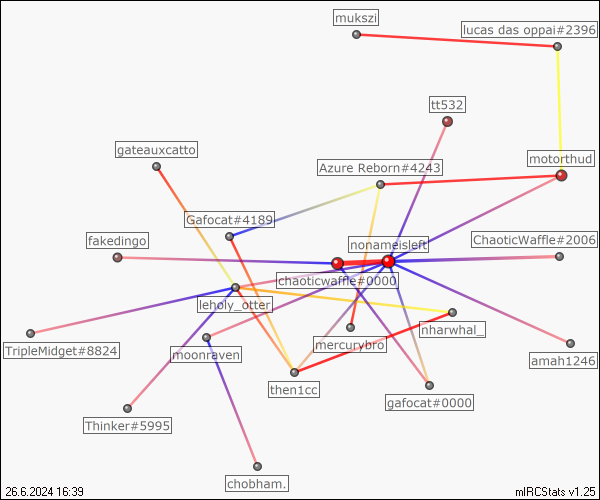 mukszi
lucas das oppai#2396
tt532
gateauxcatto
motorthud
Azure Reborn#4243
Gafocat#4189
fakedingo
nonameisleft
ChaoticWaffle#2006
chaoticwaffle#0000
leholy_otter
nharwhal_
mercurybro
TripleMidget#8824
moonraven
amah1246
then1cc
gafocat#0000
Thinker#5995
chobham.
26.6.2024 16:39
mIRCStats v1.25